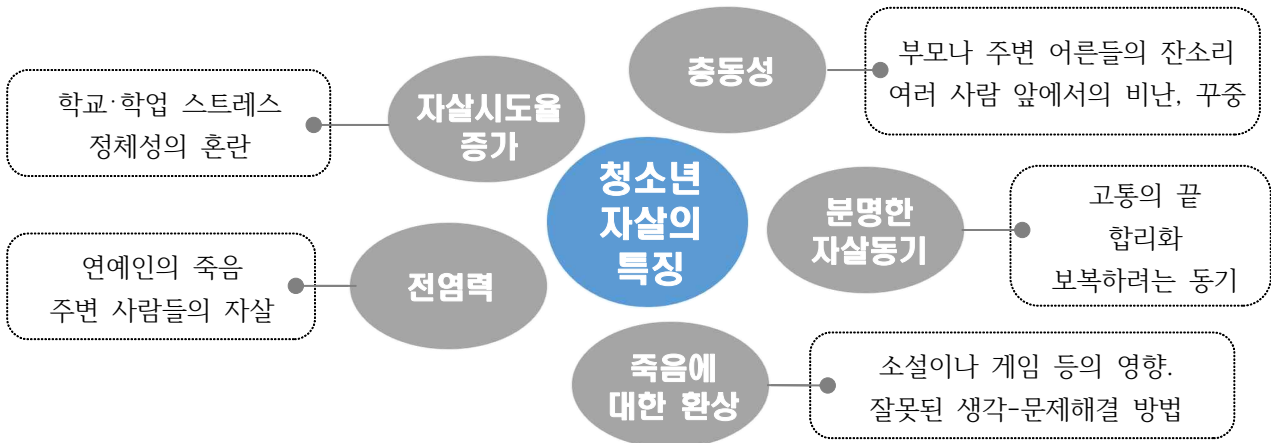 청소년
자살의
특징
충동성
부모나 주변 어른들의 잔소리
여러 사람 앞에서의 비난, 꾸중
자살시도율
증가
학교·학업 스트레스
정체성의 혼란
분명한
자살동기
고통의 끝
합리화
보복하려는 동기
전염력
연예인의 죽음
주변 사람들의 자살
죽음에
대한 환상
소설이나 게임 등의 영향.
잘못된 생각-문제해결 방법